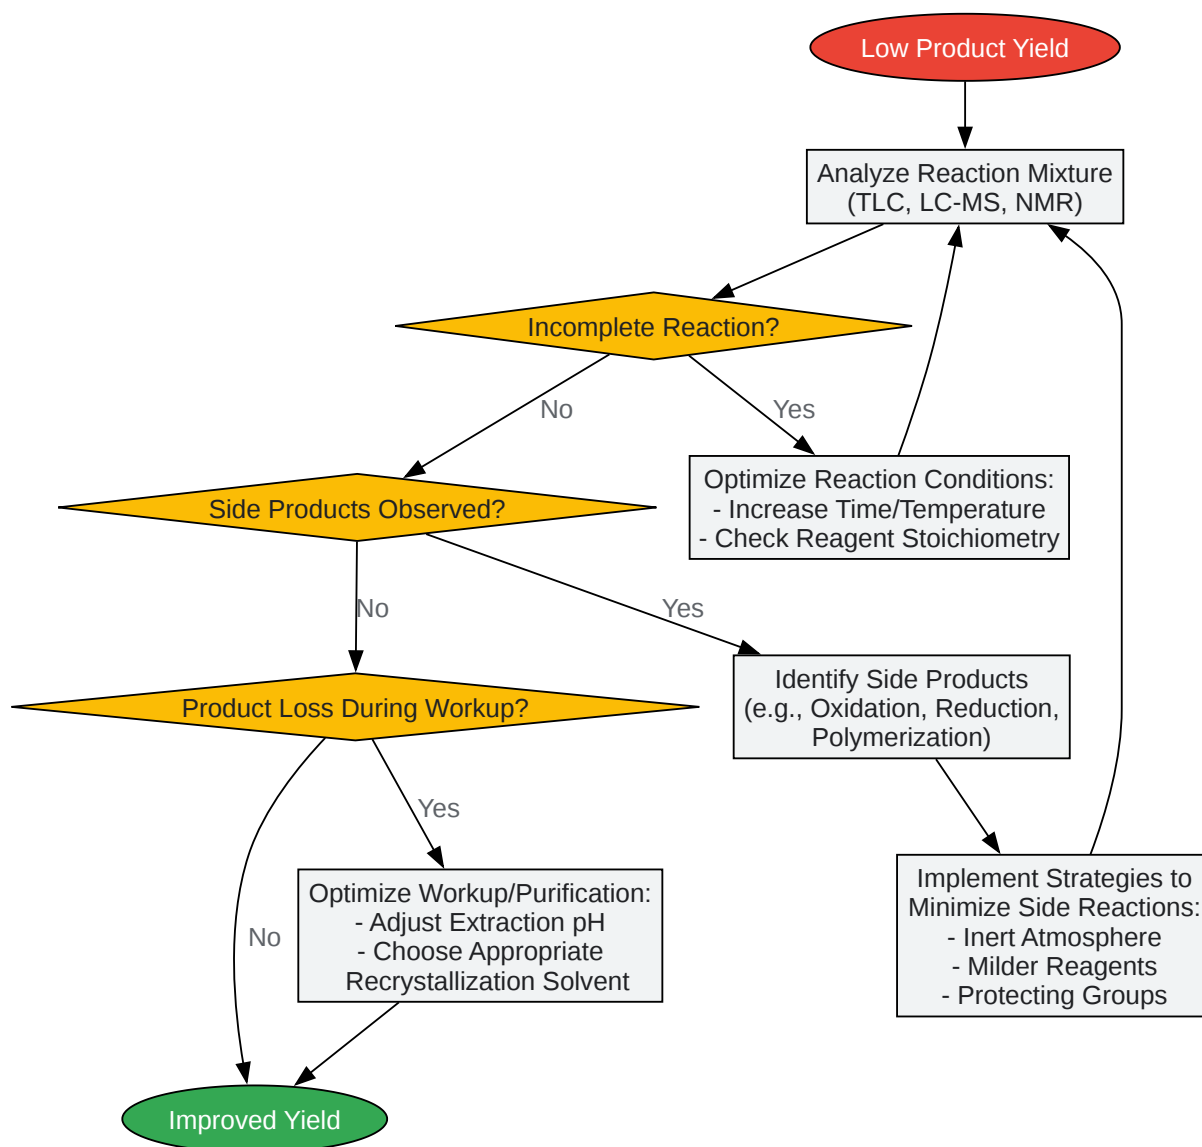 Low Product Yield
Analyze Reaction Mixture
(TLC, LC-MS, NMR)
Incomplete Reaction?
No
Yes
Optimize Reaction Conditions:
- Increase Time/Temperature
- Check Reagent Stoichiometry
Side Products Observed?
No
Yes
Identify Side Products
(e.g., Oxidation, Reduction,
Polymerization)
Product Loss During Workup?
Yes
No
Optimize Workup/Purification:
- Adjust Extraction pH
- Choose Appropriate
Recrystallization Solvent
Implement Strategies to
Minimize Side Reactions:
- Inert Atmosphere
- Milder Reagents
- Protecting Groups
Improved Yield